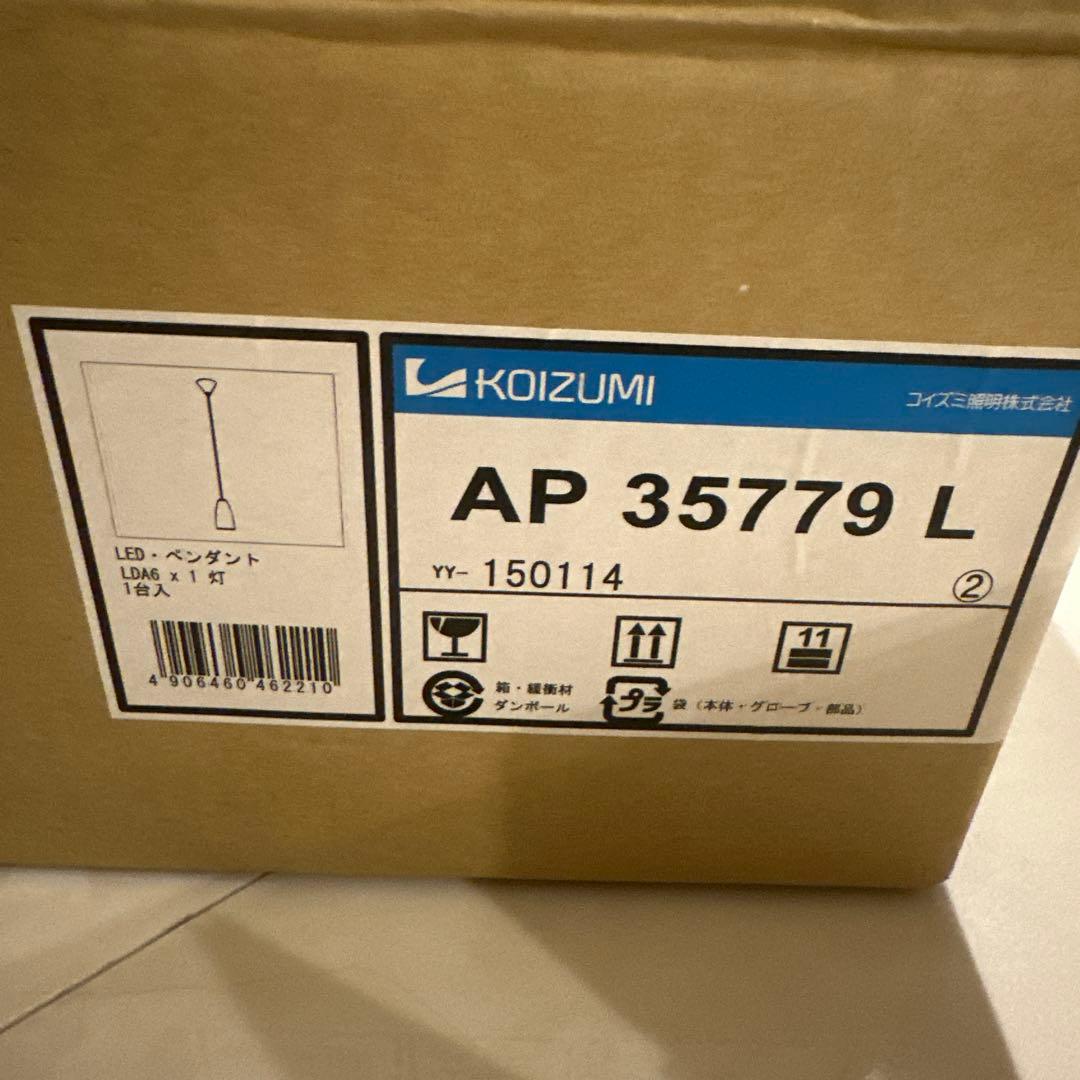 KOIZUMI
コイズミ照明株式会社
AP 35779 L
YY- 150114
②
LED・ペンダント
LDA6 x 1 灯
1台入
4 906460 462210
11
箱・緩衝材
ダンボール
プラ
袋（本体・グローブ・部品）